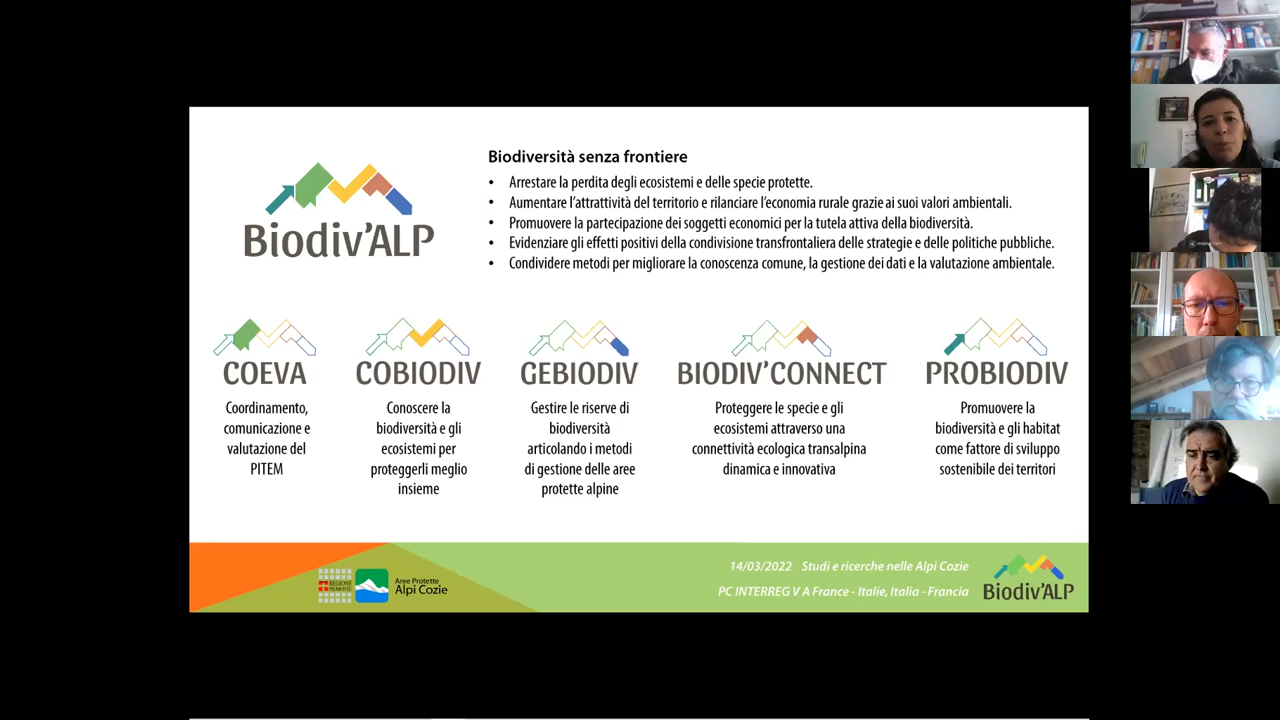 Biodiversità senza frontiere
• Arrestare la perdita degli ecosistemi e delle specie protette.
• Aumentare l'attrattività del territorio e rilanciare l'economia rurale grazie ai suoi valori ambientali.
• Promuovere la partecipazione dei soggetti economici per la tutela attiva della biodiversità.
• Evidenziare gli effetti positivi della condivisione transfrontaliera delle strategie e delle politiche pubbliche.
• Condividere metodi per migliorare la conoscenza comune, la gestione dei dati e la valutazione ambientale.
Biodiv'ALP
COEVA
Coordinamento,
comunicazione e
valutazione del
PITEM
COBIODIV
Conoscere la
biodiversità e gli
ecosistemi per
proteggerli meglio
insieme
GEBIODIV
Gestire le riserve di
biodiversità
articolando i metodi
di gestione delle aree
protette alpine
BIODIV'CONNECT
Proteggere le specie e gli
ecosistemi attraverso una
connettività ecologica transalpina
dinamica e innovativa
PROBIODIV
Promuovere la
biodiversità e gli habitat
come fattore di sviluppo
sostenibile dei territori
REGIONE
PIEMONTE
Aree Protette
Alpi Cozie
14/03/2022 Studi e ricerche nelle Alpi Cozie
PC INTERREG V A France - Italie, Italia - Francia
Biodiv'ALP